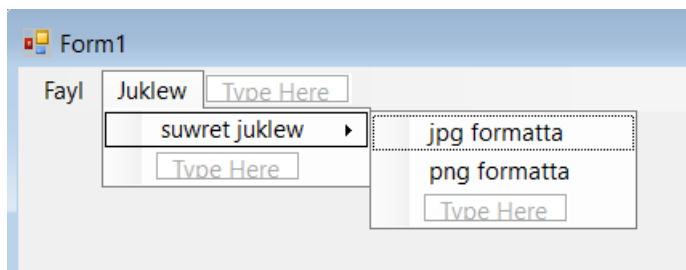 Form1
Fayl Juklew Type Here
suwret juklew jpg formatta
Type Here png formatta
Type Here